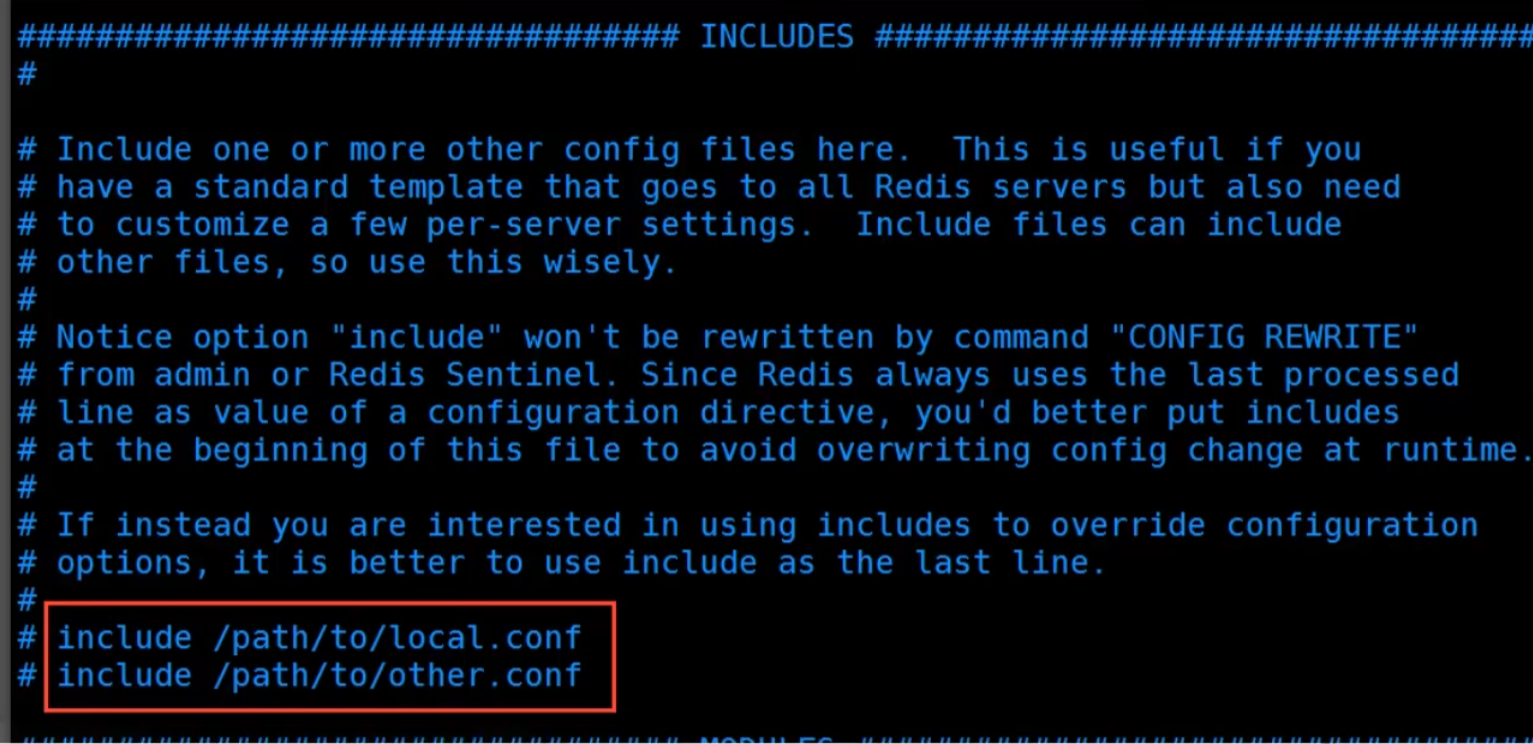 ################################## INCLUDES ##################################
#
# Include one or more other config files here.  This is useful if you
# have a standard template that goes to all Redis servers but also need
# to customize a few per-server settings.  Include files can include
# other files, so use this wisely.
#
# Notice option "include" won't be rewritten by command "CONFIG REWRITE"
# from admin or Redis Sentinel. Since Redis always uses the last processed
# line as value of a configuration directive, you'd better put includes
# at the beginning of this file to avoid overwriting config change at runtime.
#
# If instead you are interested in using includes to override configuration
# options, it is better to use include as the last line.
#
# include /path/to/local.conf
# include /path/to/other.conf
################################## MODULES ##################################